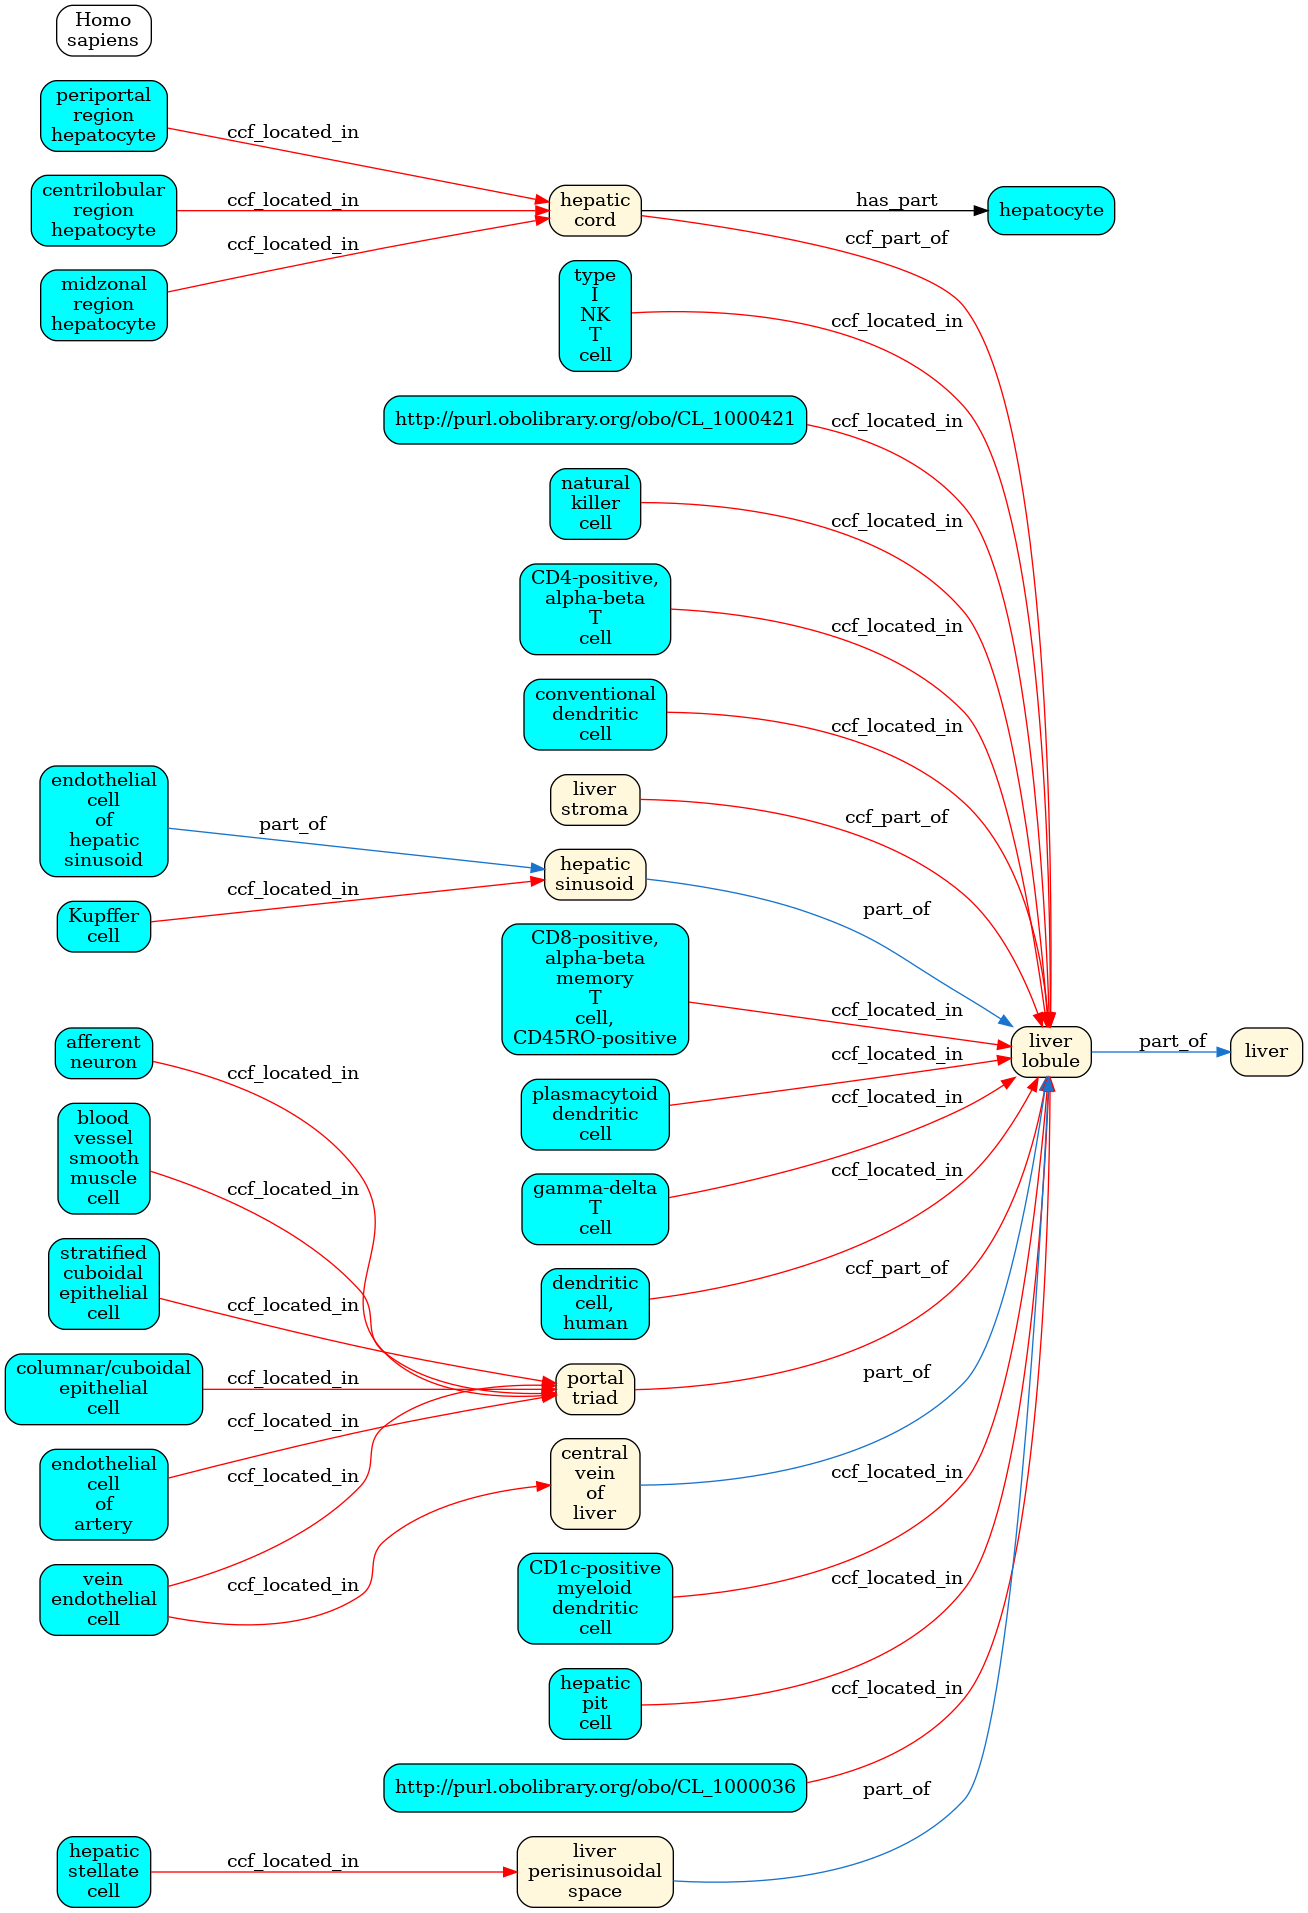 Homo
sapiens
periportal
region
hepatocyte
ccf_located_in
centrilobular
region
hepatocyte
ccf_located_in
midzonal
region
hepatocyte
ccf_located_in
hepatic
cord
has_part
hepatocyte
ccf_part_of
type
I
NK
T
cell
ccf_located_in
http://purl.obolibrary.org/obo/CL_1000421
ccf_located_in
natural
killer
cell
ccf_located_in
CD4-positive,
alpha-beta
T
cell
ccf_located_in
conventional
dendritic
cell
ccf_located_in
liver
stroma
ccf_part_of
endothelial
cell
of
hepatic
sinusoid
part_of
Kupffer
cell
ccf_located_in
hepatic
sinusoid
part_of
CD8-positive,
alpha-beta
memory
T
cell,
CD45RO-positive
ccf_located_in
liver
lobule
part_of
liver
plasmacytoid
dendritic
cell
ccf_located_in
gamma-delta
T
cell
ccf_located_in
dendritic
cell,
human
ccf_located_in
afferent
neuron
ccf_located_in
blood
vessel
smooth
muscle
cell
ccf_located_in
stratified
cuboidal
epithelial
cell
ccf_located_in
columnar/cuboidal
epithelial
cell
ccf_located_in
endothelial
cell
of
artery
ccf_located_in
vein
endothelial
cell
ccf_located_in
ccf_located_in
portal
triad
ccf_part_of
central
vein
of
liver
part_of
CD1c-positive
myeloid
dendritic
cell
ccf_located_in
hepatic
pit
cell
ccf_located_in
http://purl.obolibrary.org/obo/CL_1000036
ccf_located_in
hepatic
stellate
cell
ccf_located_in
liver
perisinusoidal
space
part_of